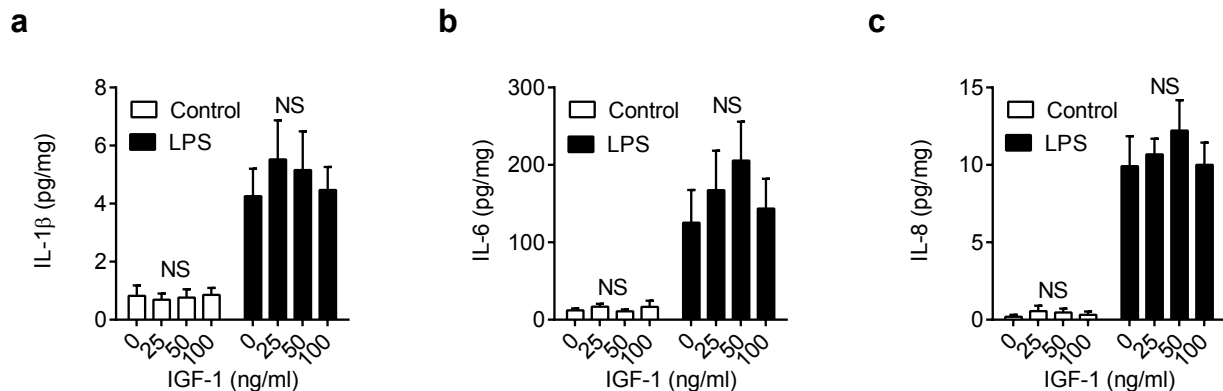 a
8
6
4
2
0
IL-1β (pg/mg)
Control
LPS
NS
NS
0 25 50 100 0 25 50 100
IGF-1 (ng/ml)
b
300
200
100
0
IL-6 (pg/mg)
Control
LPS
NS
NS
0 25 50 100 0 25 50 100
IGF-1 (ng/ml)
c
15
10
5
0
IL-8 (pg/mg)
Control
LPS
NS
NS
0 25 50 100 0 25 50 100
IGF-1 (ng/ml)